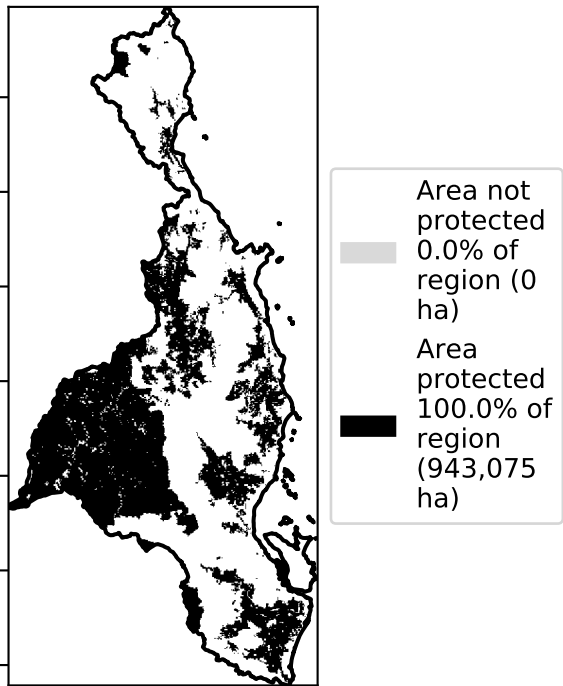 Area not
protected
0.0% of
region (0
ha)
Area
protected
100.0% of
region
(943,075
ha)